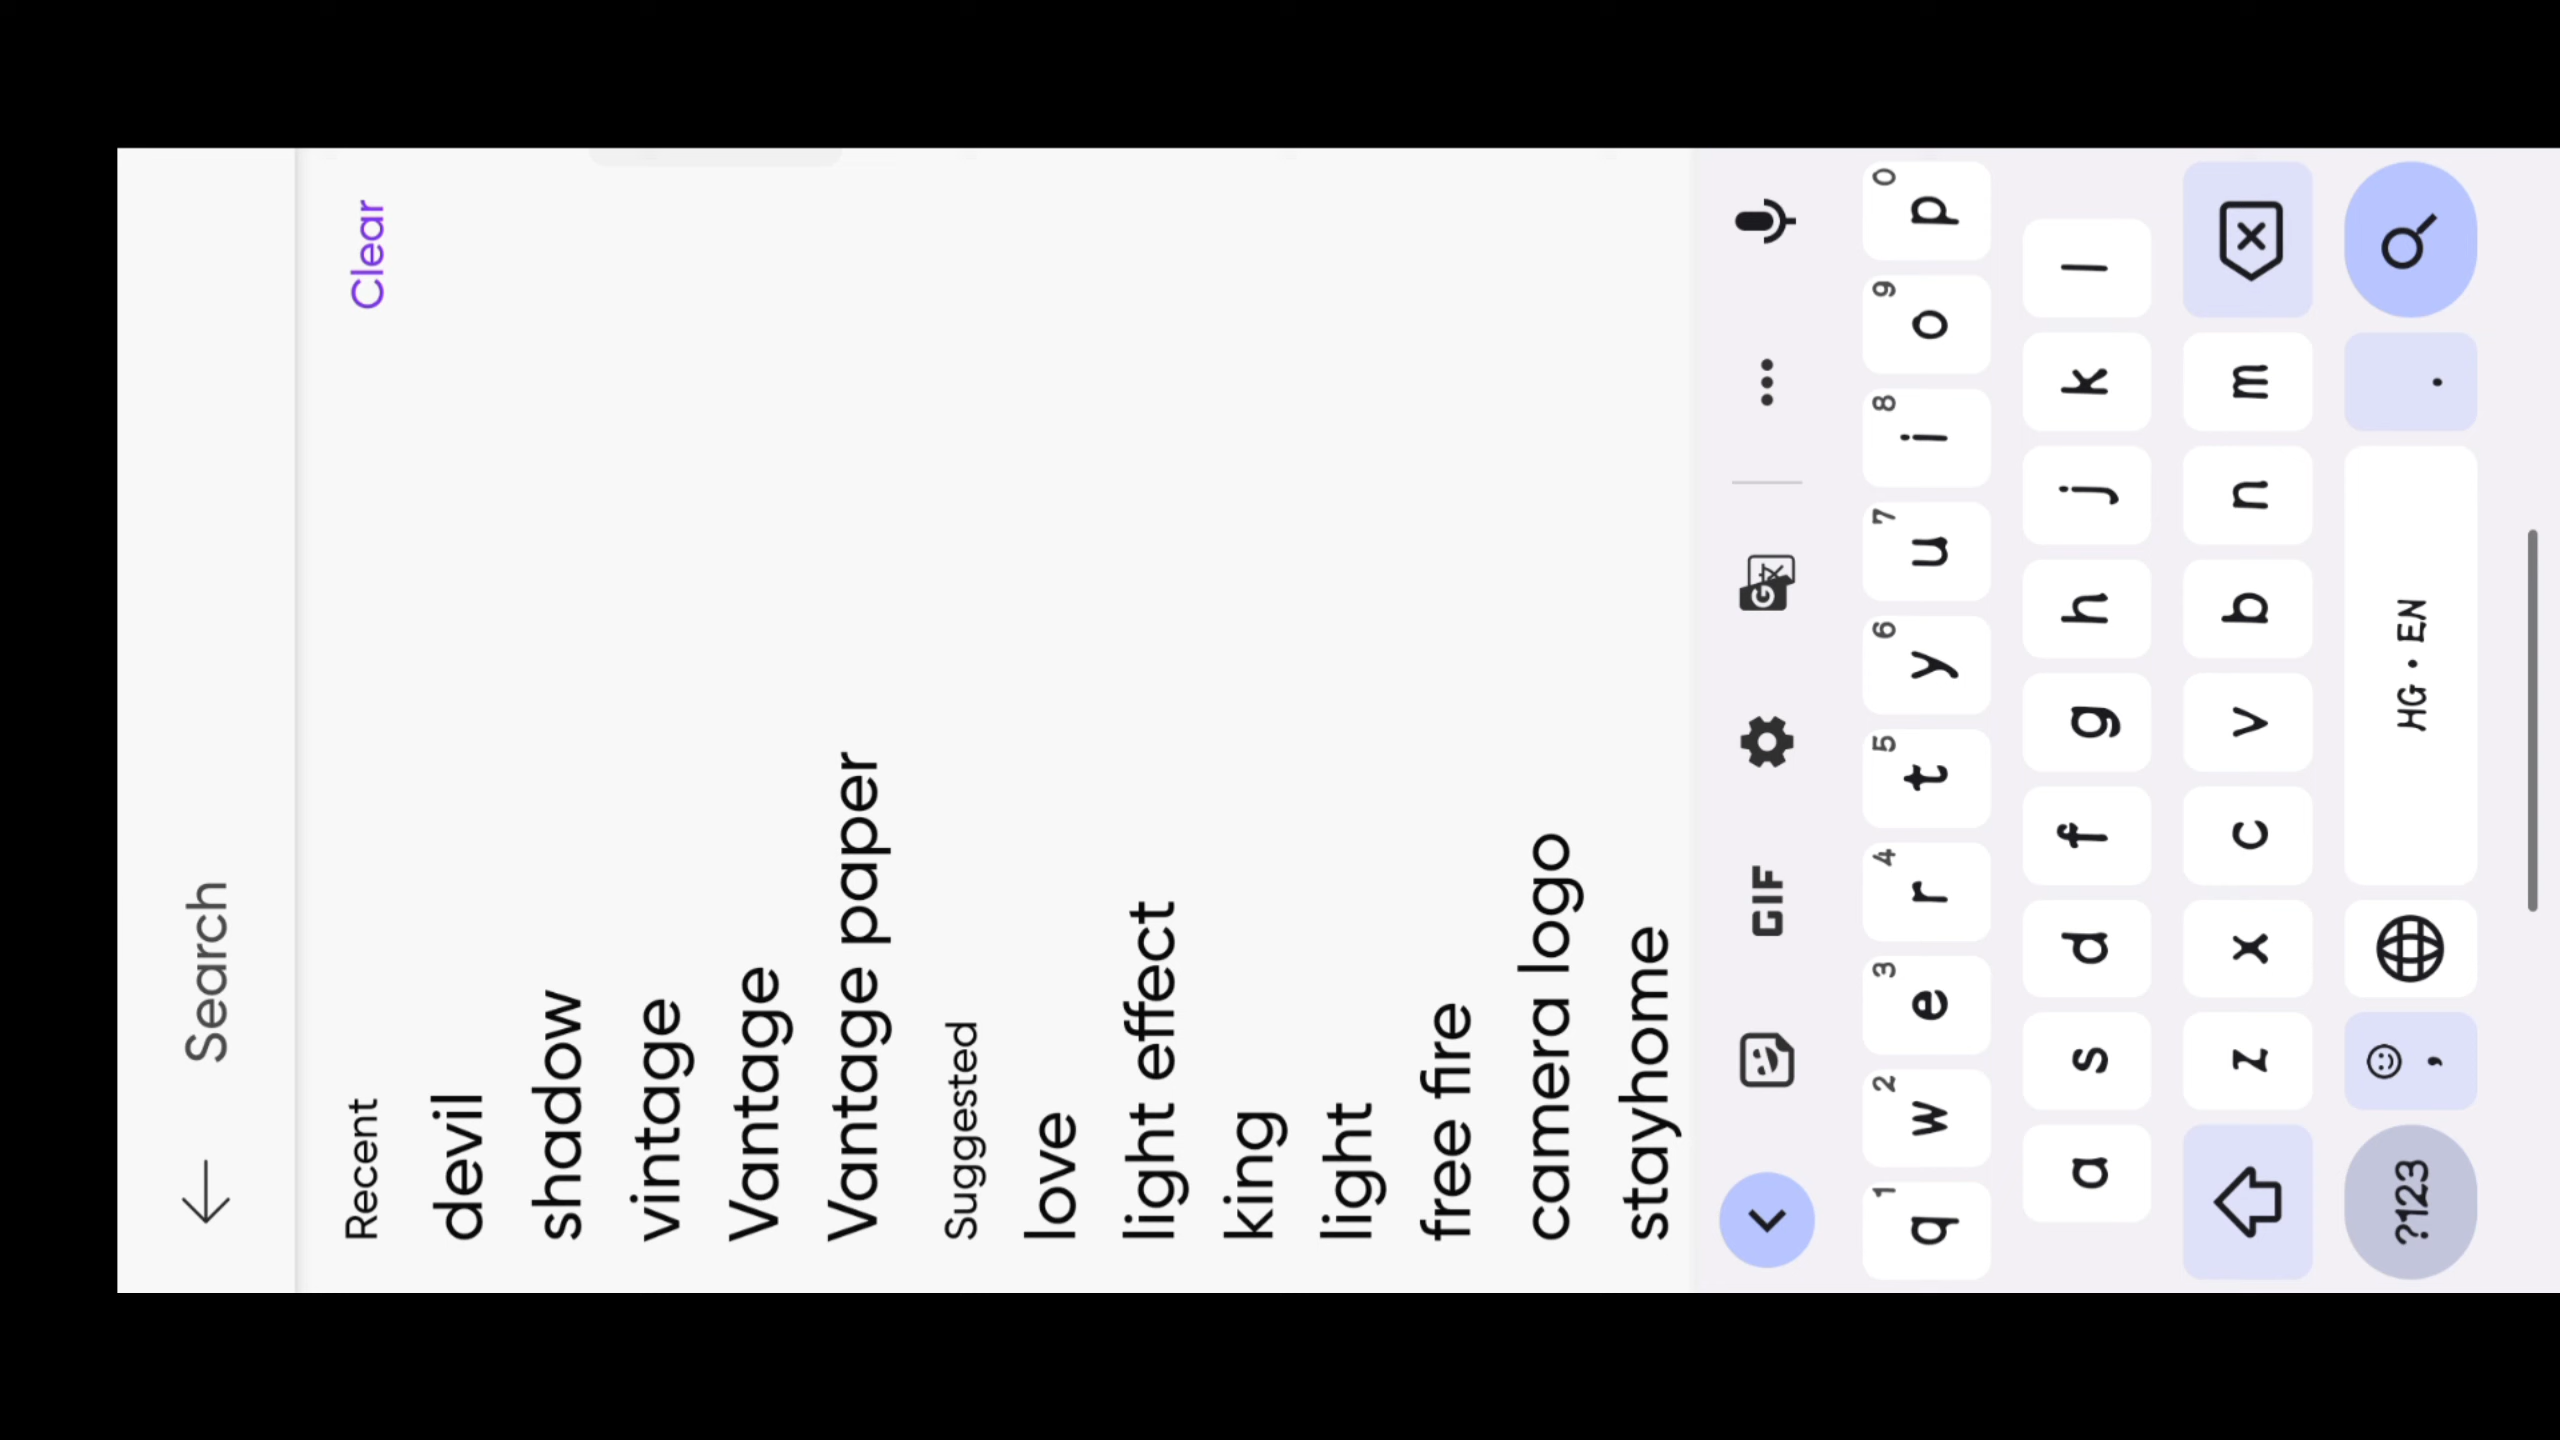 Search
Recent
Clear
devil
shadow
vintage
Vantage
Vantage paper
Suggested
love
light effect
king
light
free fire
camera logo
stayhome
GIF
1 2 3 4 5 6 7 8 9 0
q w e r t y u i o p
a s d f g h j k l
z x c v b n m
?123 , HG • EN .